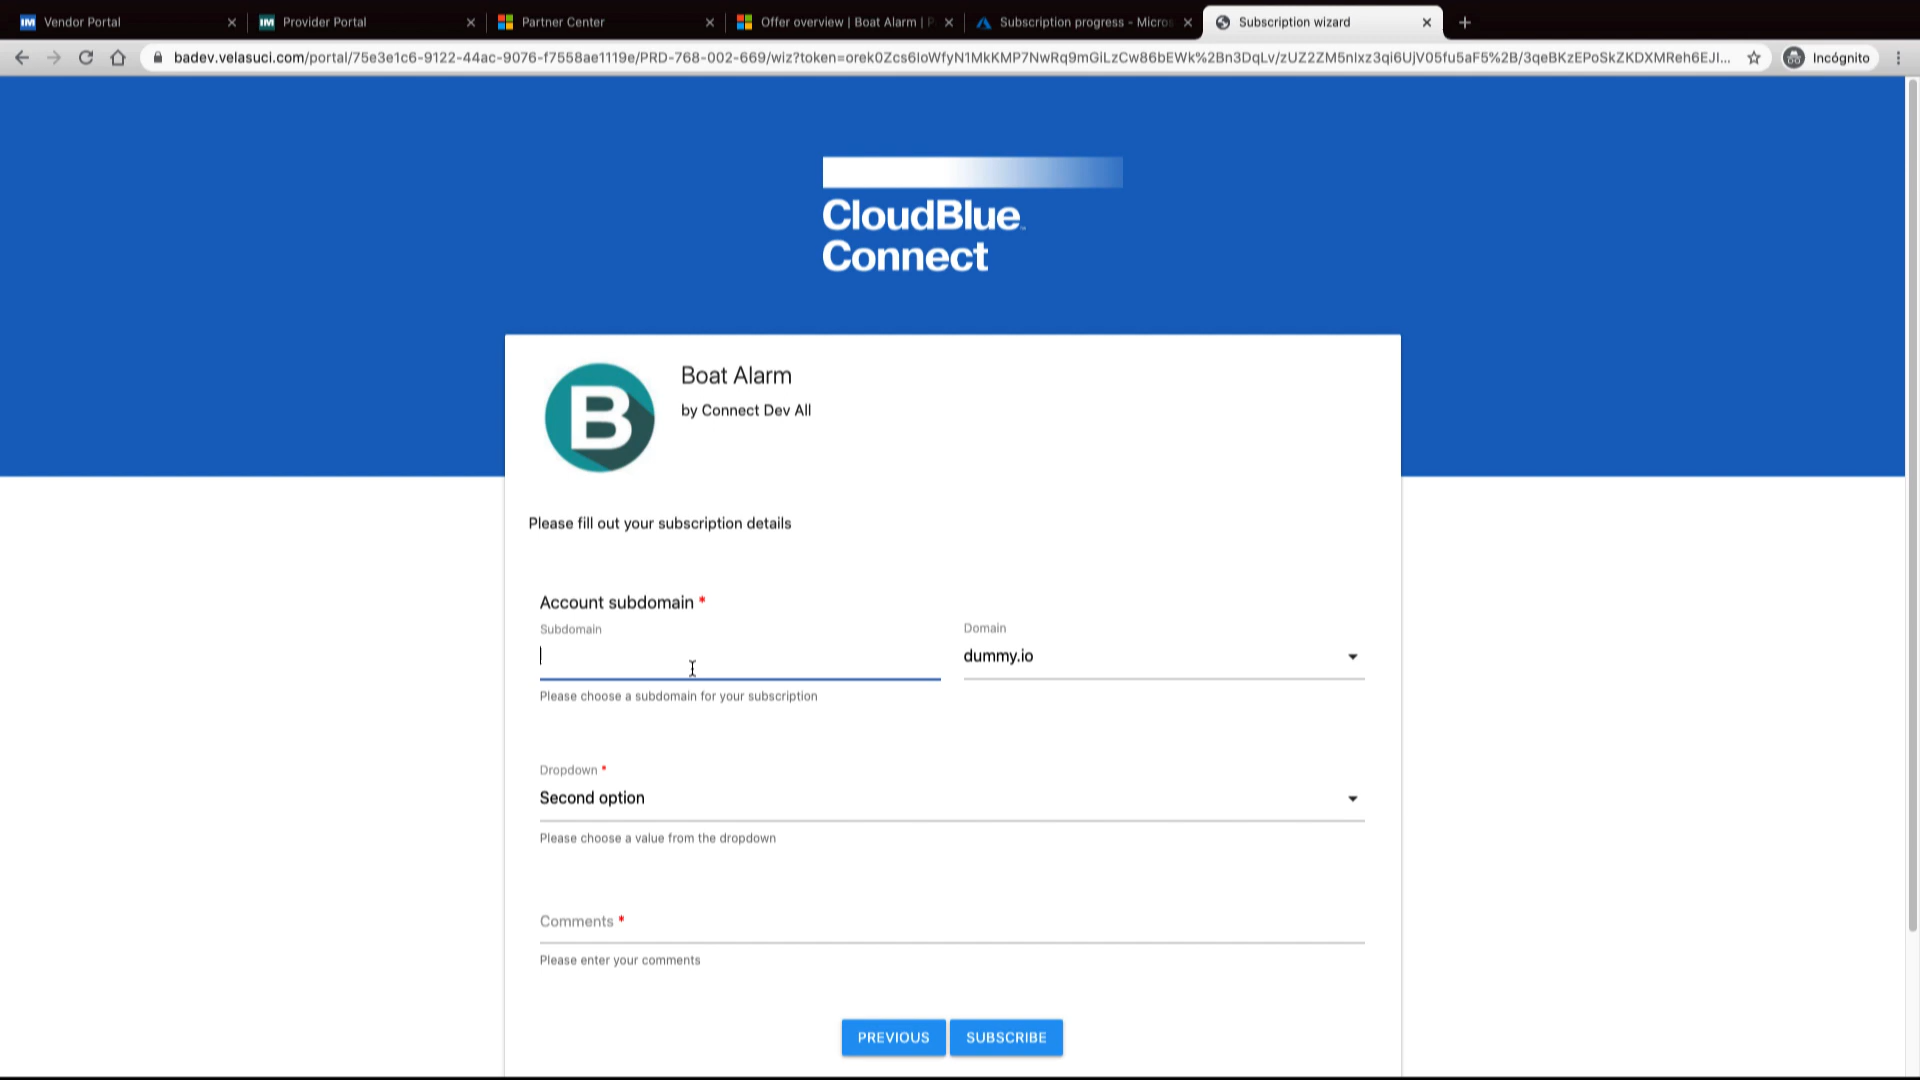 Vendor Portal
Provider Portal
Partner Center
Offer overview | Boat Alarm | P
Subscription progress - Micros
Subscription wizard
badev.velasuci.com/portal/75e3e1c6-9122-44ac-9076-f7558ae1119e/PRD-768-002-669/wiz?token=orek0Zcs6IoWfyN1MkKMP7NwRq9mGiLzCw86bEWk%2Bn3DqLv/zUZ2ZM5nIxz3qi6UjV05fu5aF5%2B/3qeBKzEPoSkZKDXMReh6EJI...
Incógnito
CloudBlue
Connect
B
Boat Alarm
by Connect Dev All
Please fill out your subscription details
Account subdomain *
Subdomain
Domain
dummy.io
Please choose a subdomain for your subscription
Dropdown *
Second option
Please choose a value from the dropdown
Comments *
Please enter your comments
PREVIOUS
SUBSCRIBE